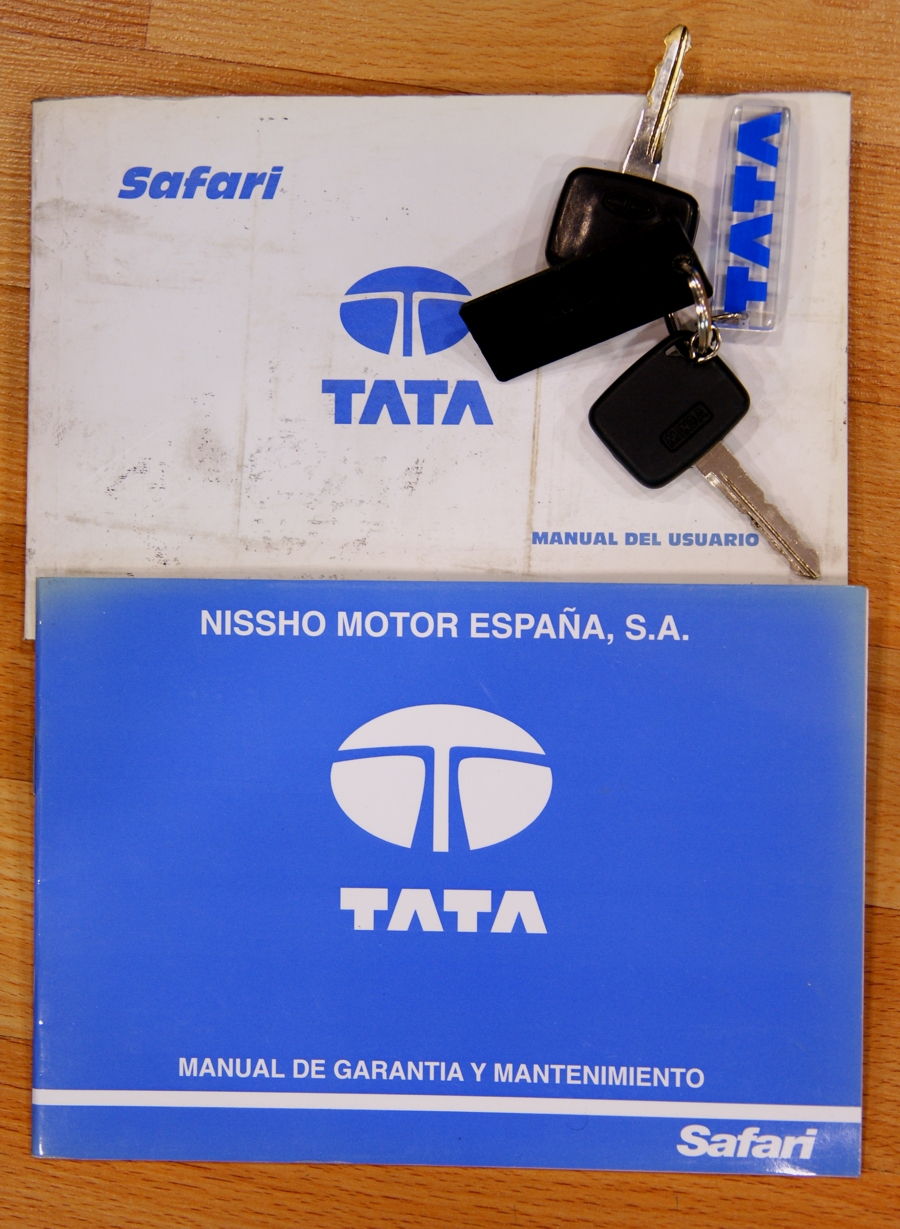 Safari
TATA
TATA
MANUAL DEL USUARIO
NISSHO MOTOR ESPAÑA, S.A.
TATA
MANUAL DE GARANTIA Y MANTENIMIENTO
Safari